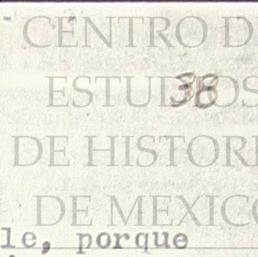 CENTRO D
ESTUDIOS
38
DE HISTOR
DE MEXICO
le, porque